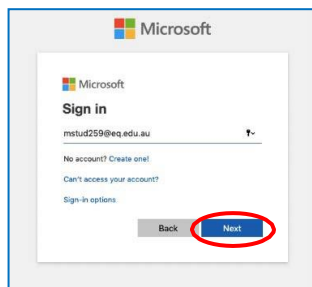 Microsoft
Microsoft
Sign in
mstud259@eq.edu.au
No account? Create one!
Can't access your account?
Sign-in options
Back Next